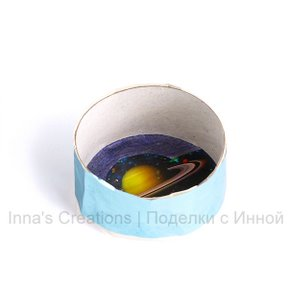 Inna's Creations | Поделки с Инной